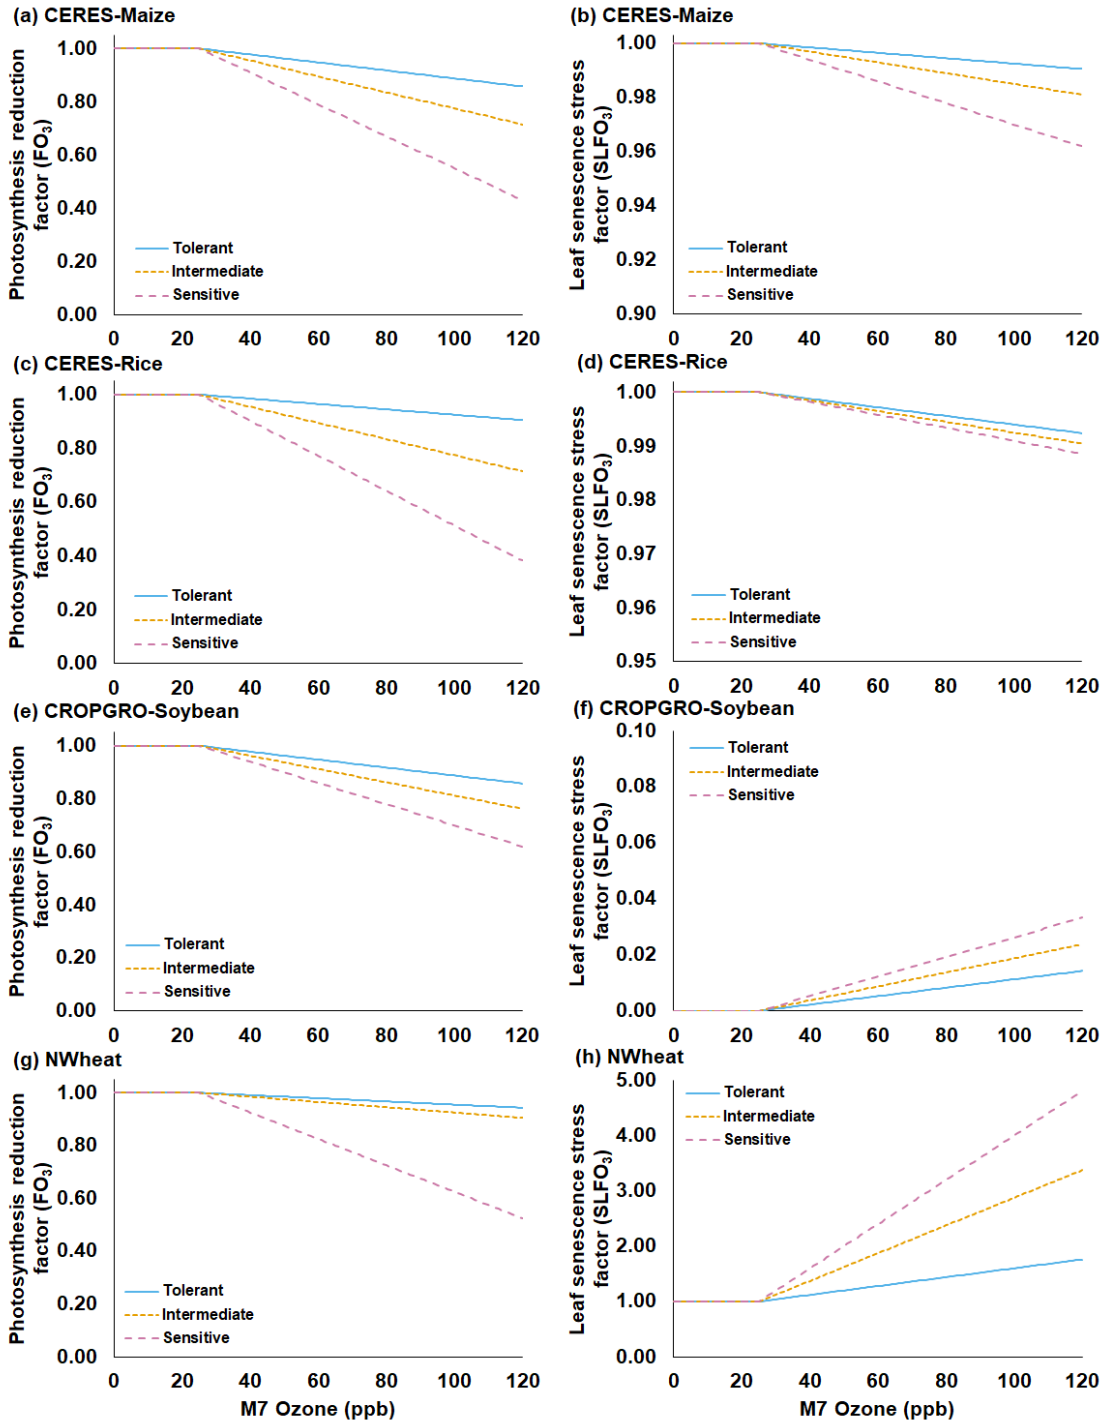 (a) CERES-Maize
Photosynthesis reduction
factor (FO3)
1.00
0.80
0.60
0.40
0.20
0.00
Tolerant
Intermediate
Sensitive
0 20 40 60 80 100 120
(b) CERES-Maize
Leaf senescence stress
factor (SLFO3)
1.00
0.98
0.96
0.94
0.92
0.90
Tolerant
Intermediate
Sensitive
0 20 40 60 80 100 120
(c) CERES-Rice
Photosynthesis reduction
factor (FO3)
1.00
0.80
0.60
0.40
0.20
0.00
Tolerant
Intermediate
Sensitive
0 20 40 60 80 100 120
(d) CERES-Rice
Leaf senescence stress
factor (SLFO3)
1.00
0.99
0.98
0.97
0.96
0.95
Tolerant
Intermediate
Sensitive
0 20 40 60 80 100 120
(e) CROPGRO-Soybean
Photosynthesis reduction
factor (FO3)
1.00
0.80
0.60
0.40
0.20
0.00
Tolerant
Intermediate
Sensitive
0 20 40 60 80 100 120
(f) CROPGRO-Soybean
Leaf senescence stress
factor (SLFO3)
0.10
0.08
0.06
0.04
0.02
0.00
Tolerant
Intermediate
Sensitive
0 20 40 60 80 100 120
(g) NWheat
Photosynthesis reduction
factor (FO3)
1.00
0.80
0.60
0.40
0.20
0.00
Tolerant
Intermediate
Sensitive
0 20 40 60 80 100 120
M7 Ozone (ppb)
(h) NWheat
Leaf senescence stress
factor (SLFO3)
5.00
4.00
3.00
2.00
1.00
0.00
Tolerant
Intermediate
Sensitive
0 20 40 60 80 100 120
M7 Ozone (ppb)